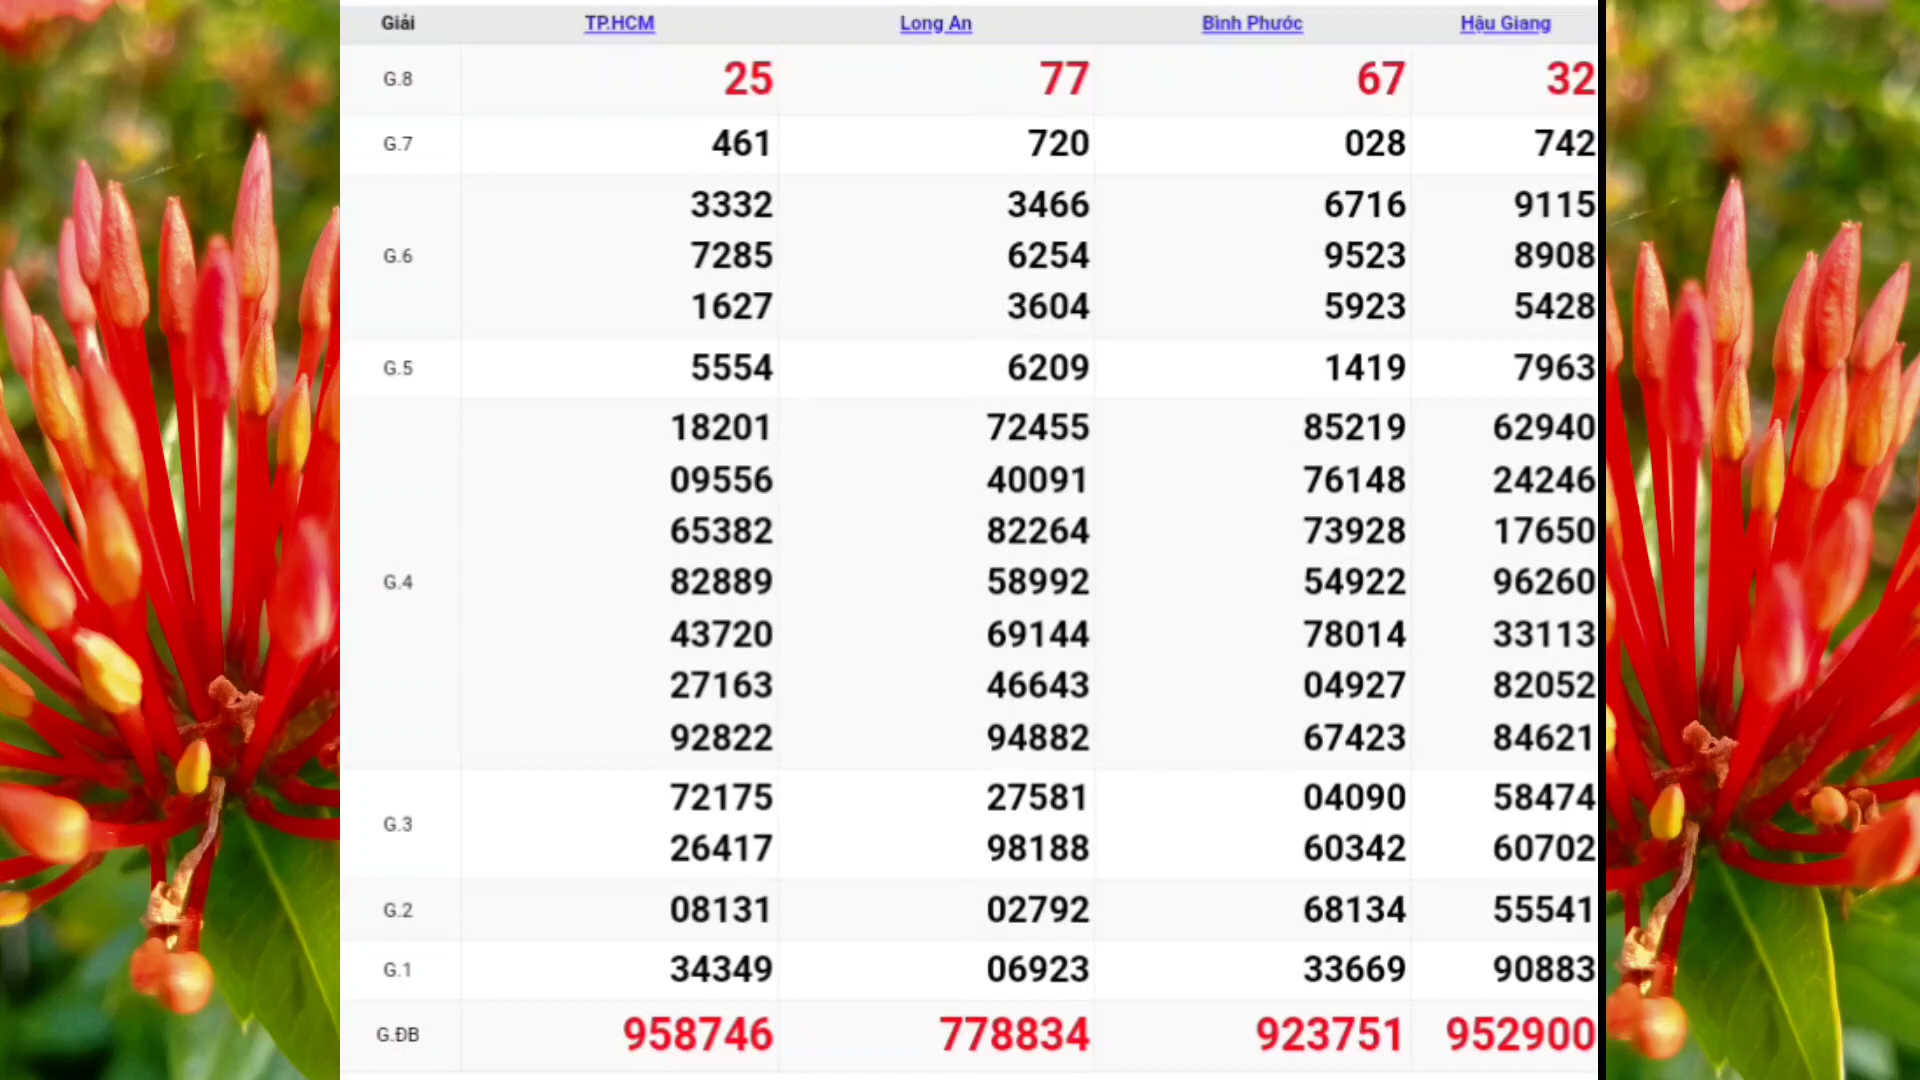 Giải TP.HCM Long An Bình Phước Hậu Giang
G.8 25 77 67 32
G.7 461 720 028 742
3332 3466 6716 9115
G.6 7285 6254 9523 8908
1627 3604 5923 5428
G.5 5554 6209 1419 7963
18201 72455 85219 62940
09556 40091 76148 24246
65382 82264 73928 17650
G.4 82889 58992 54922 96260
43720 69144 78014 33113
27163 46643 04927 82052
92822 94882 67423 84621
72175 27581 04090 58474
G.3
26417 98188 60342 60702
G.2 08131 02792 68134 55541
G.1 34349 06923 33669 90883
G.ĐB 958746 778834 923751 952900